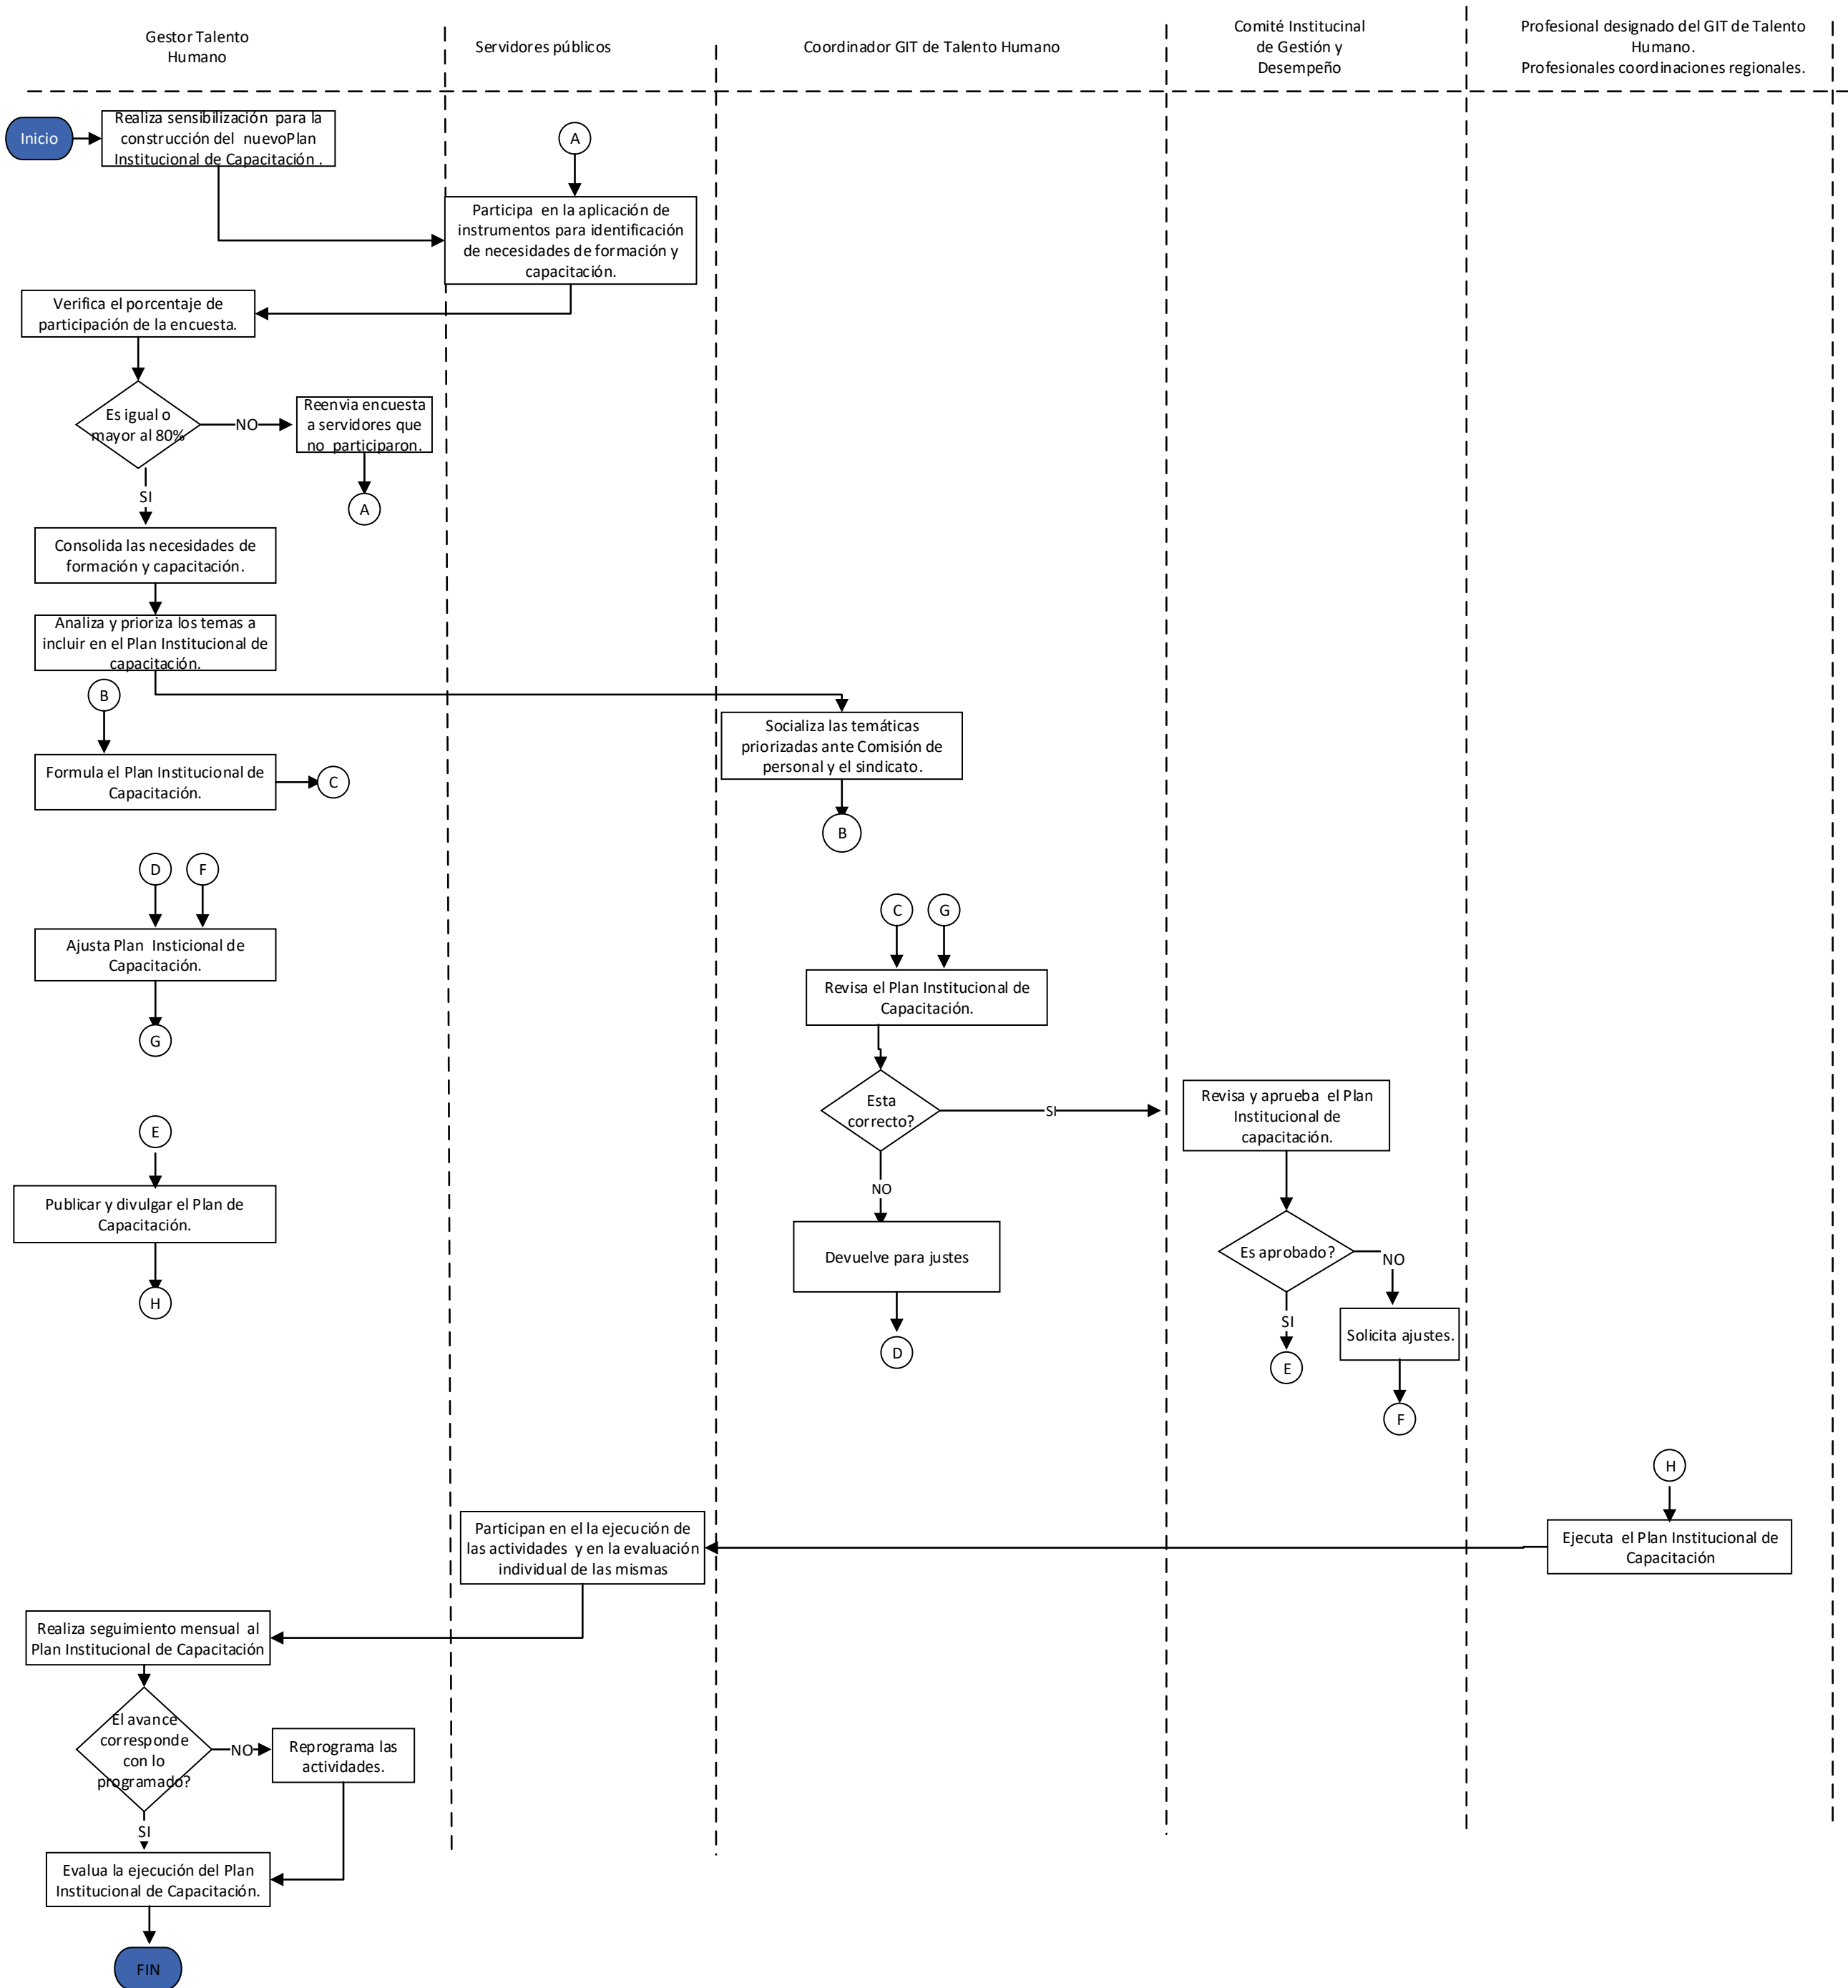 Gestor Talento
Humano
Servidores públicos
Coordinador GIT de Talento Humano
Comité Institucinal
de Gestión y
Desempeño
Profesional designado del GIT de Talento
Humano.
Profesionales coordinaciones regionales.
Inicio
Realiza sensibilización para la
construcción del nuevoPlan
Institucional de Capacitación .
A
Participa en la aplicación de
instrumentos para identificación
de necesidades de formación y
capacitación.
Verifica el porcentaje de
participación de la encuesta.
Es igual o
mayor al 80%
NO
Reenvia encuesta
a servidores que
no participaron.
A
SI
Consolida las necesidades de
formación y capacitación.
Analiza y prioriza los temas a
incluir en el Plan Institucional de
capacitación.
B
Socializa las temáticas
priorizadas ante Comisión de
personal y el sindicato.
Formula el Plan Institucional de
Capacitación.
C
B
D
F
C
G
Ajusta Plan Insticional de
Capacitación.
Revisa el Plan Institucional de
Capacitación.
G
Esta
correcto?
SI
Revisa y aprueba el Plan
Institucional de
capacitación.
E
NO
Publicar y divulgar el Plan de
Capacitación.
Devuelve para justes
Es aprobado?
NO
H
SI
Solicita ajustes.
D
E
F
H
Participan en el la ejecución de
las actividades y en la evaluación
individual de las mismas
Ejecuta el Plan Institucional de
Capacitación
Realiza seguimiento mensual al
Plan Institucional de Capacitación
El avance
corresponde
con lo
programado?
NO
Reprograma las
actividades.
SI
Evalua la ejecución del Plan
Institucional de Capacitación.
FIN